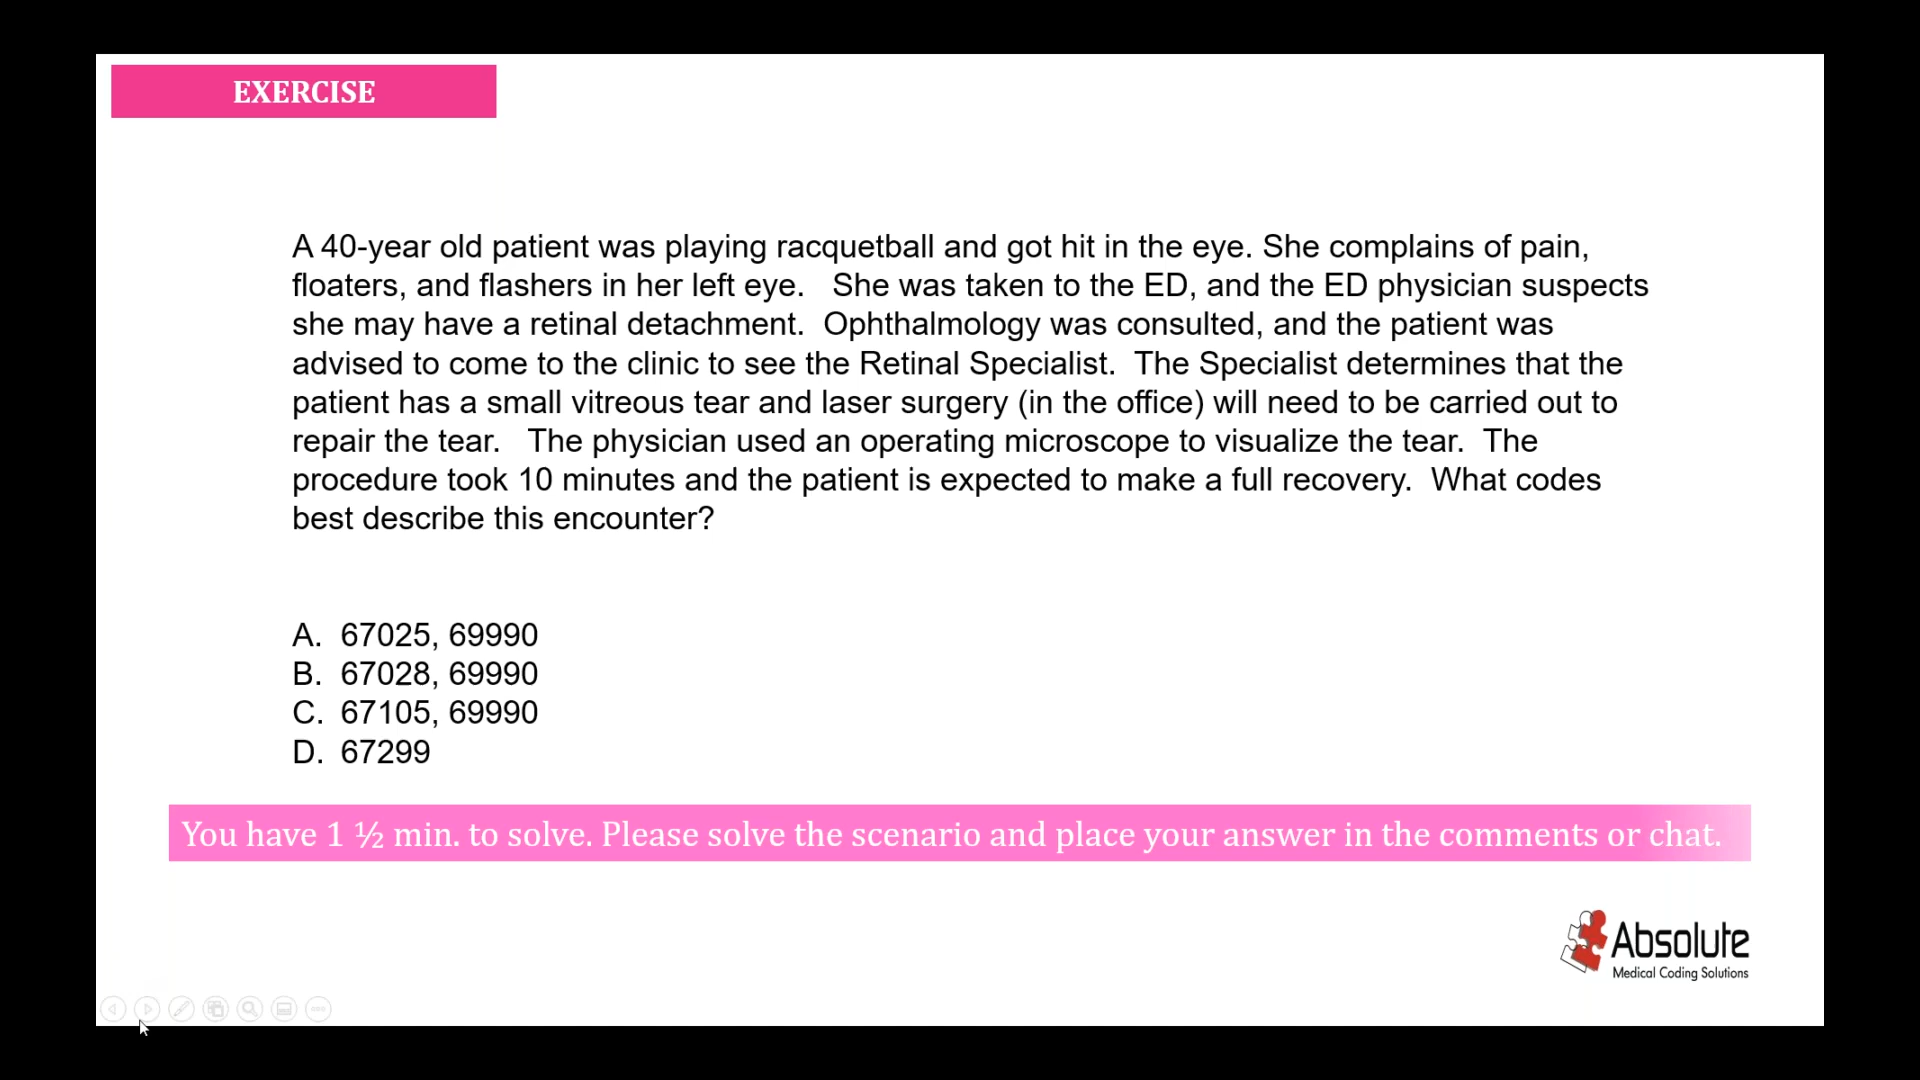 EXERCISE
A 40-year old patient was playing racquetball and got hit in the eye. She complains of pain,
floaters, and flashers in her left eye. She was taken to the ED, and the ED physician suspects
she may have a retinal detachment. Ophthalmology was consulted, and the patient was
advised to come to the clinic to see the Retinal Specialist. The Specialist determines that the
patient has a small vitreous tear and laser surgery (in the office) will need to be carried out to
repair the tear. The physician used an operating microscope to visualize the tear. The
procedure took 10 minutes and the patient is expected to make a full recovery. What codes
best describe this encounter?
A. 67025, 69990
B. 67028, 69990
C. 67105, 69990
D. 67299
You have 1 ½ min. to solve. Please solve the scenario and place your answer in the comments or chat.
Absolute
Medical Coding Solutions